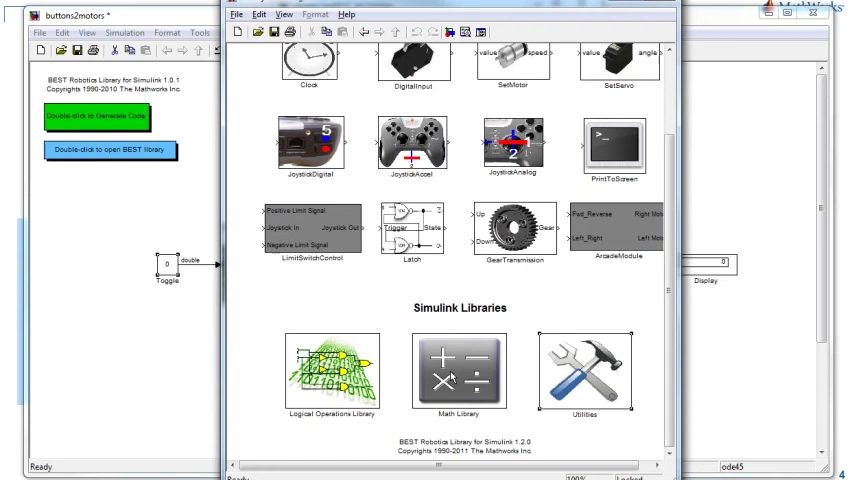 MathWorks
buttons2motors *
File Edit View Simulation Format Tools
BEST Robotics Library for Simulink 1.0.1
Copyrights 1990-2010 The Mathworks Inc.
Double-click to Generate Code
Double-click to open BEST library
0
double
Toggle
Ready
File Edit View Format Help
Clock
DigitalInput
value speed
SetMotor
value angle
SetServo
5
JoystickDigital
JoystickAccel
2
JoystickAnalog
>_
PrintToScreen
Positive Limit Signal
Joystick In Joystick Out
Negative Limit Signal
LimitSwitchControl
Trigger State
Latch
Up
Gear
Down
GearTransmission
Fwd_Reverse Right Mot
Left_Right Left Mot
ArcadeModule
Simulink Libraries
Logical Operations Library
Math Library
Utilities
BEST Robotics Library for Simulink 1.2.0
Copyrights 1990-2011 The Mathworks Inc.
100% Locked
0
Display
ode45
4